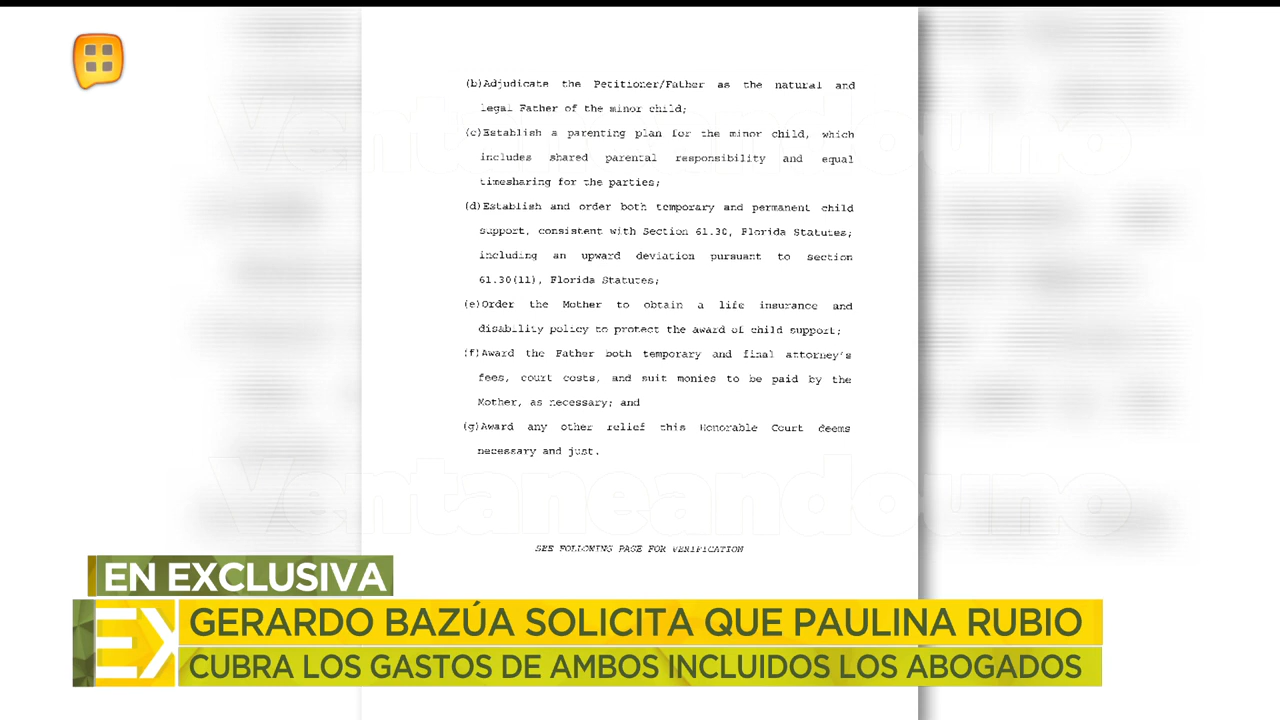 (b)Adjudicate the Petitioner/Father as the natural and
legal Father of the minor child;
(c)Establish a parenting plan for the minor child, which
includes shared parental responsibility and equal
timesharing for the parties;
(d)Establish and order both temporary and permanent child
support, consistent with Section 61.30, Florida Statutes;
including an upward deviation pursuant to section
61.30(11), Florida Statutes;
(e)Order the Mother to obtain a life insurance and
disability policy to protect the award of child support;
(f)Award the Father both temporary and final attorney's
fees, court costs, and suit monies to be paid by the
Mother, as necessary; and
(g)Award any other relief this Honorable Court deems
necessary and just.
Ventaneandouno
Ventaneandouno
SEE FOLLOWING PAGE FOR VERIFICATION
EN EXCLUSIVA
EX
GERARDO BAZÚA SOLICITA QUE PAULINA RUBIO
CUBRA LOS GASTOS DE AMBOS INCLUIDOS LOS ABOGADOS